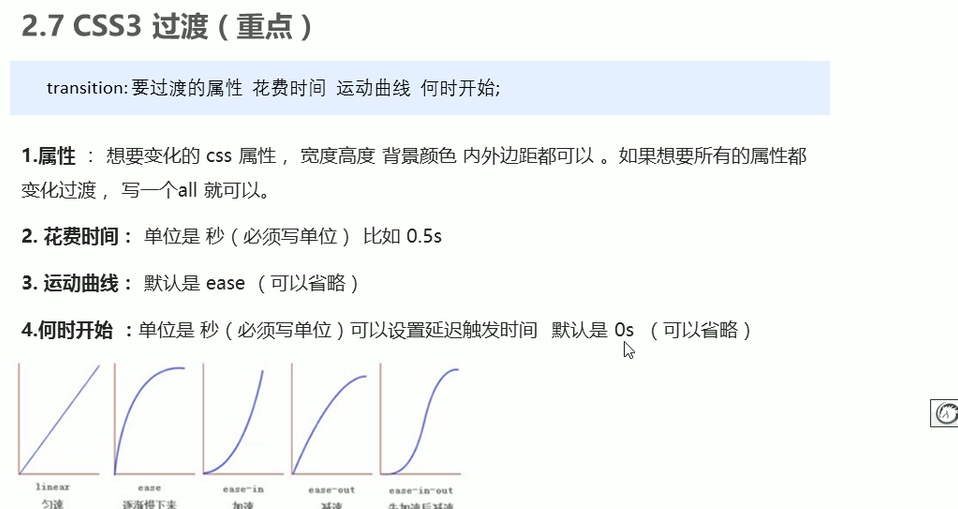 2.7 CSS3 过渡（重点）
transition: 要过渡的属性 花费时间 运动曲线 何时开始;
1.属性 ： 想要变化的 css 属性 ， 宽度高度 背景颜色 内外边距都可以 。如果想要所有的属性都
变化过渡 ， 写一个all 就可以。
2. 花费时间： 单位是 秒（必须写单位） 比如 0.5s
3. 运动曲线： 默认是 ease （可以省略）
4.何时开始 ：单位是 秒（必须写单位）可以设置延迟触发时间 默认是 0s （可以省略）
linear ease ease-in ease-out ease-in-out
匀速 逐渐慢下来 加速 减速 先加速后减速